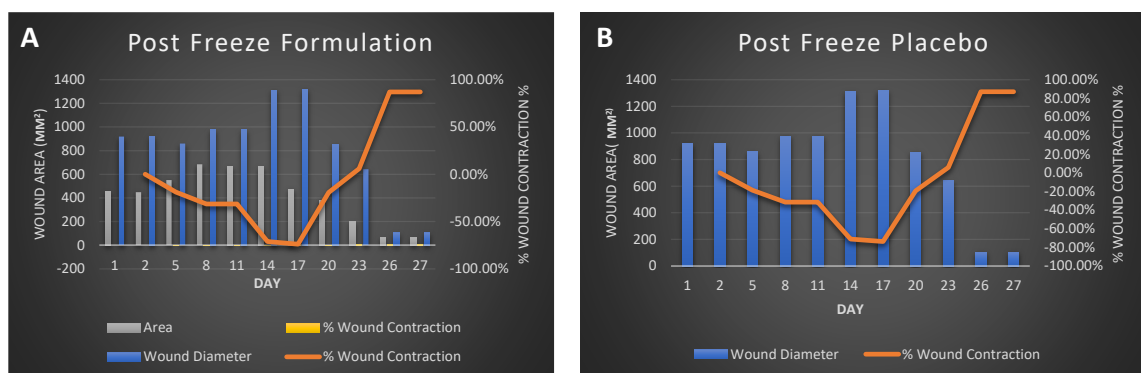 A
Post Freeze Formulation
WOUND AREA (MM²)
1400
1200
1000
800
600
400
200
0
-200
100.00%
50.00%
0.00%
-50.00%
-100.00%
% WOUND CONTRACTION %
1 2 5 8 11 14 17 20 23 26 27
DAY
Area
% Wound Contraction
Wound Diameter
% Wound Contraction
B
Post Freeze Placebo
WOUND AREA( MM²)
1400
1200
1000
800
600
400
200
0
100.00%
80.00%
60.00%
40.00%
20.00%
0.00%
-20.00%
-40.00%
-60.00%
-80.00%
-100.00%
% WOUND CONTRACTION %
1 2 5 8 11 14 17 20 23 26 27
DAY
Wound Diameter
% Wound Contraction